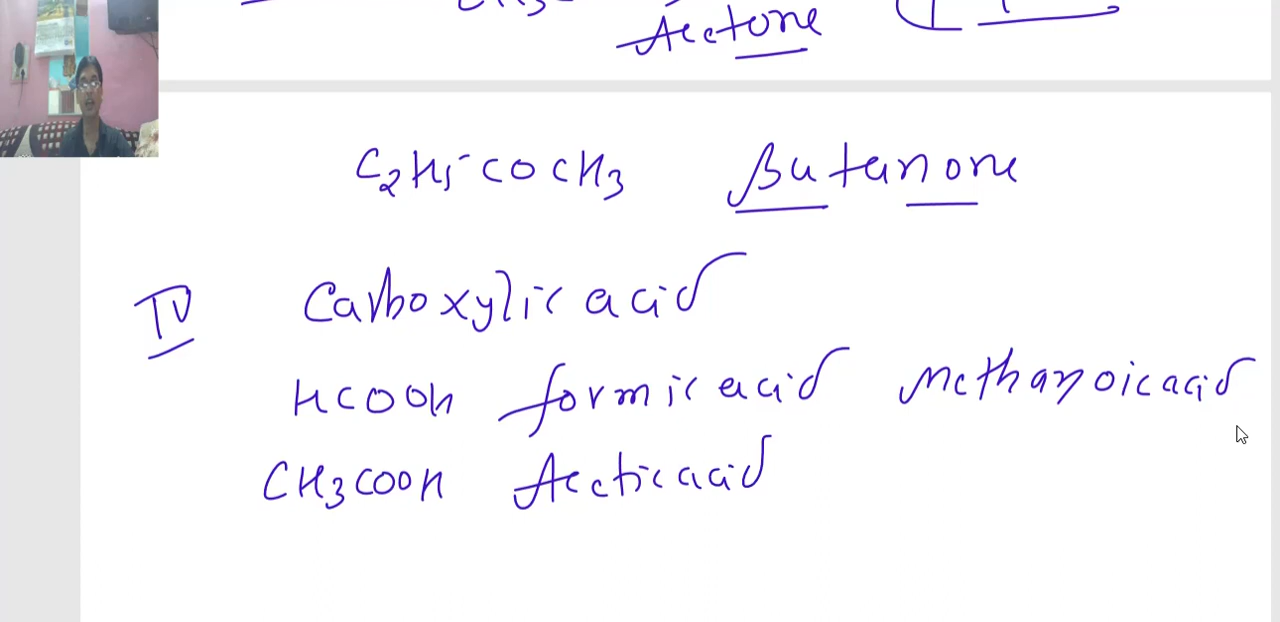 Acetone
C2H5-COCH3 Butanone
IV Carboxylic acid
HCOOH formic acid Methanoic acid
CH3COOH Acetic acid